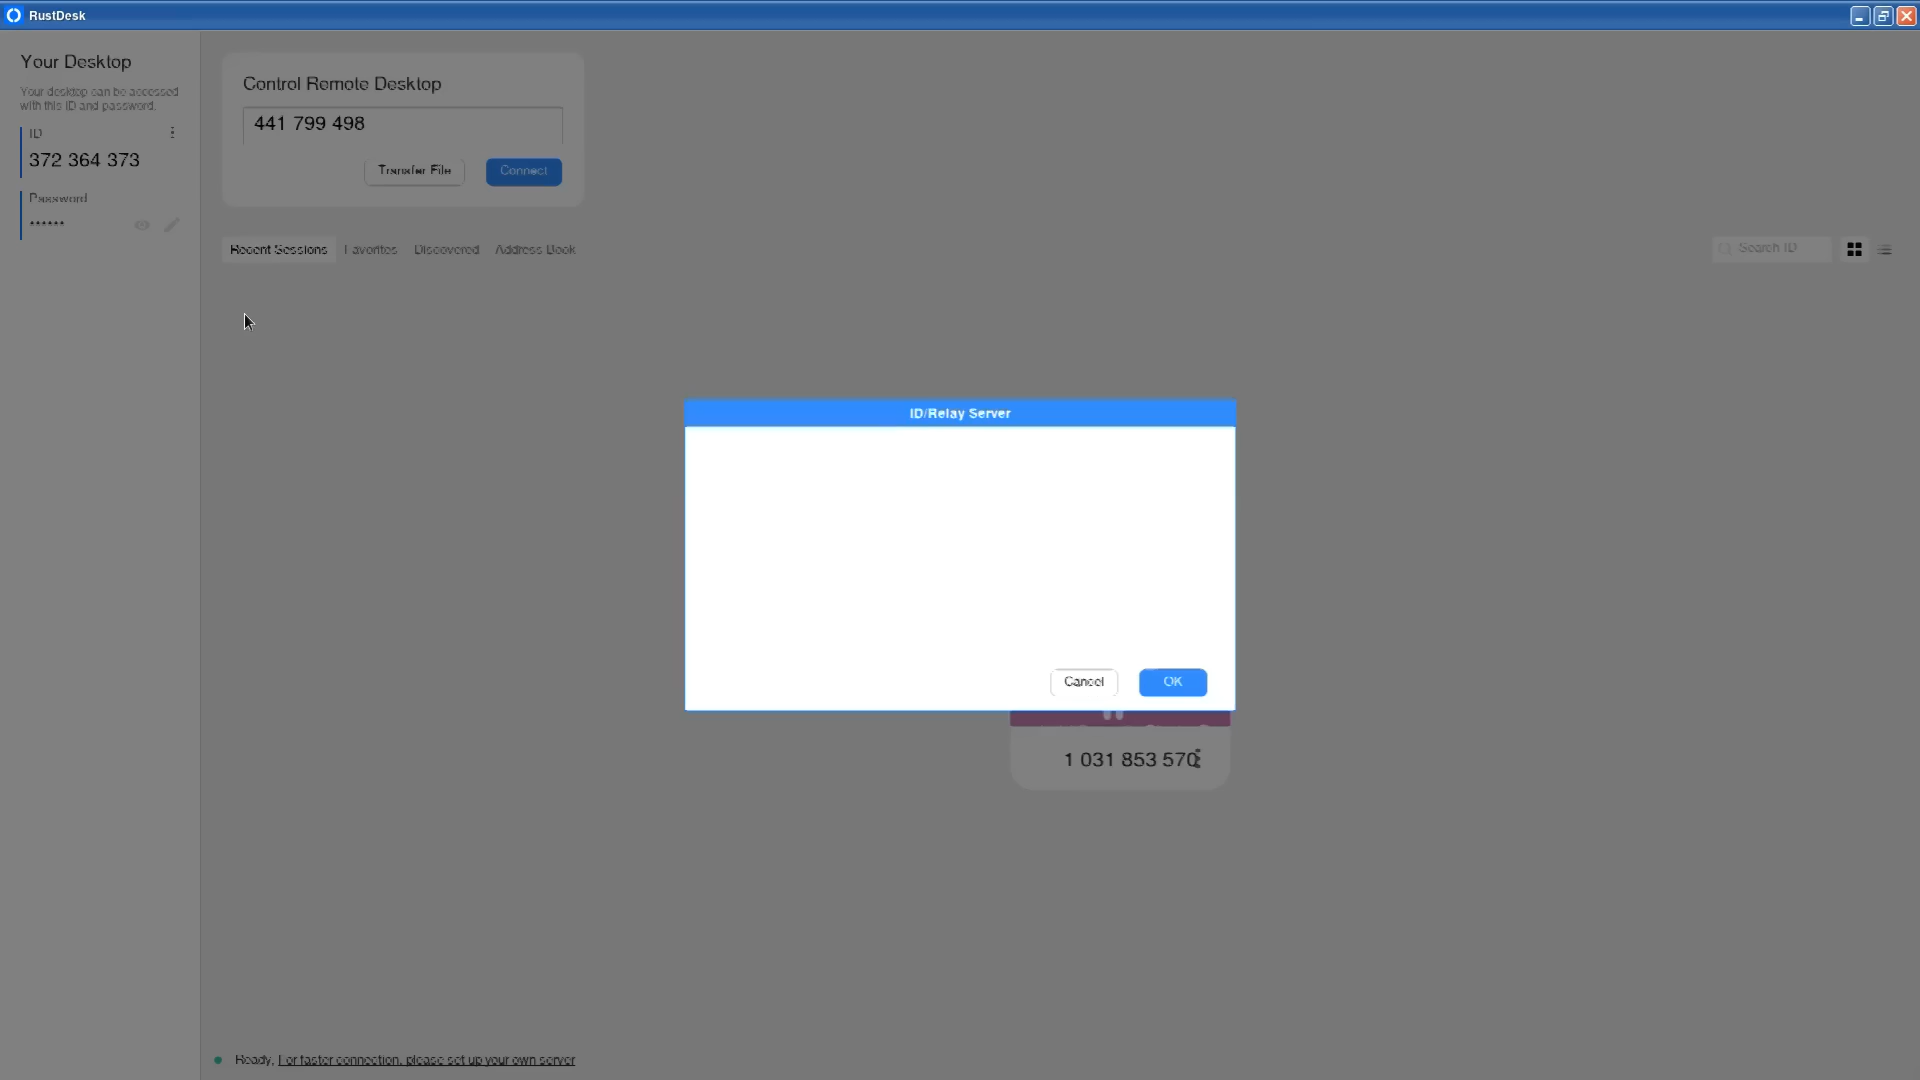 RustDesk
Your Desktop
Your desktop can be accessed
with this ID and password.
ID
372 364 373
Password
••••••
Control Remote Desktop
441 799 498
Transfer File
Connect
Recent Sessions
Favorites
Discovered
Address Book
Search ID
ID/Relay Server
Cancel
OK
1 031 853 570
Ready, For faster connection, please set up your own server